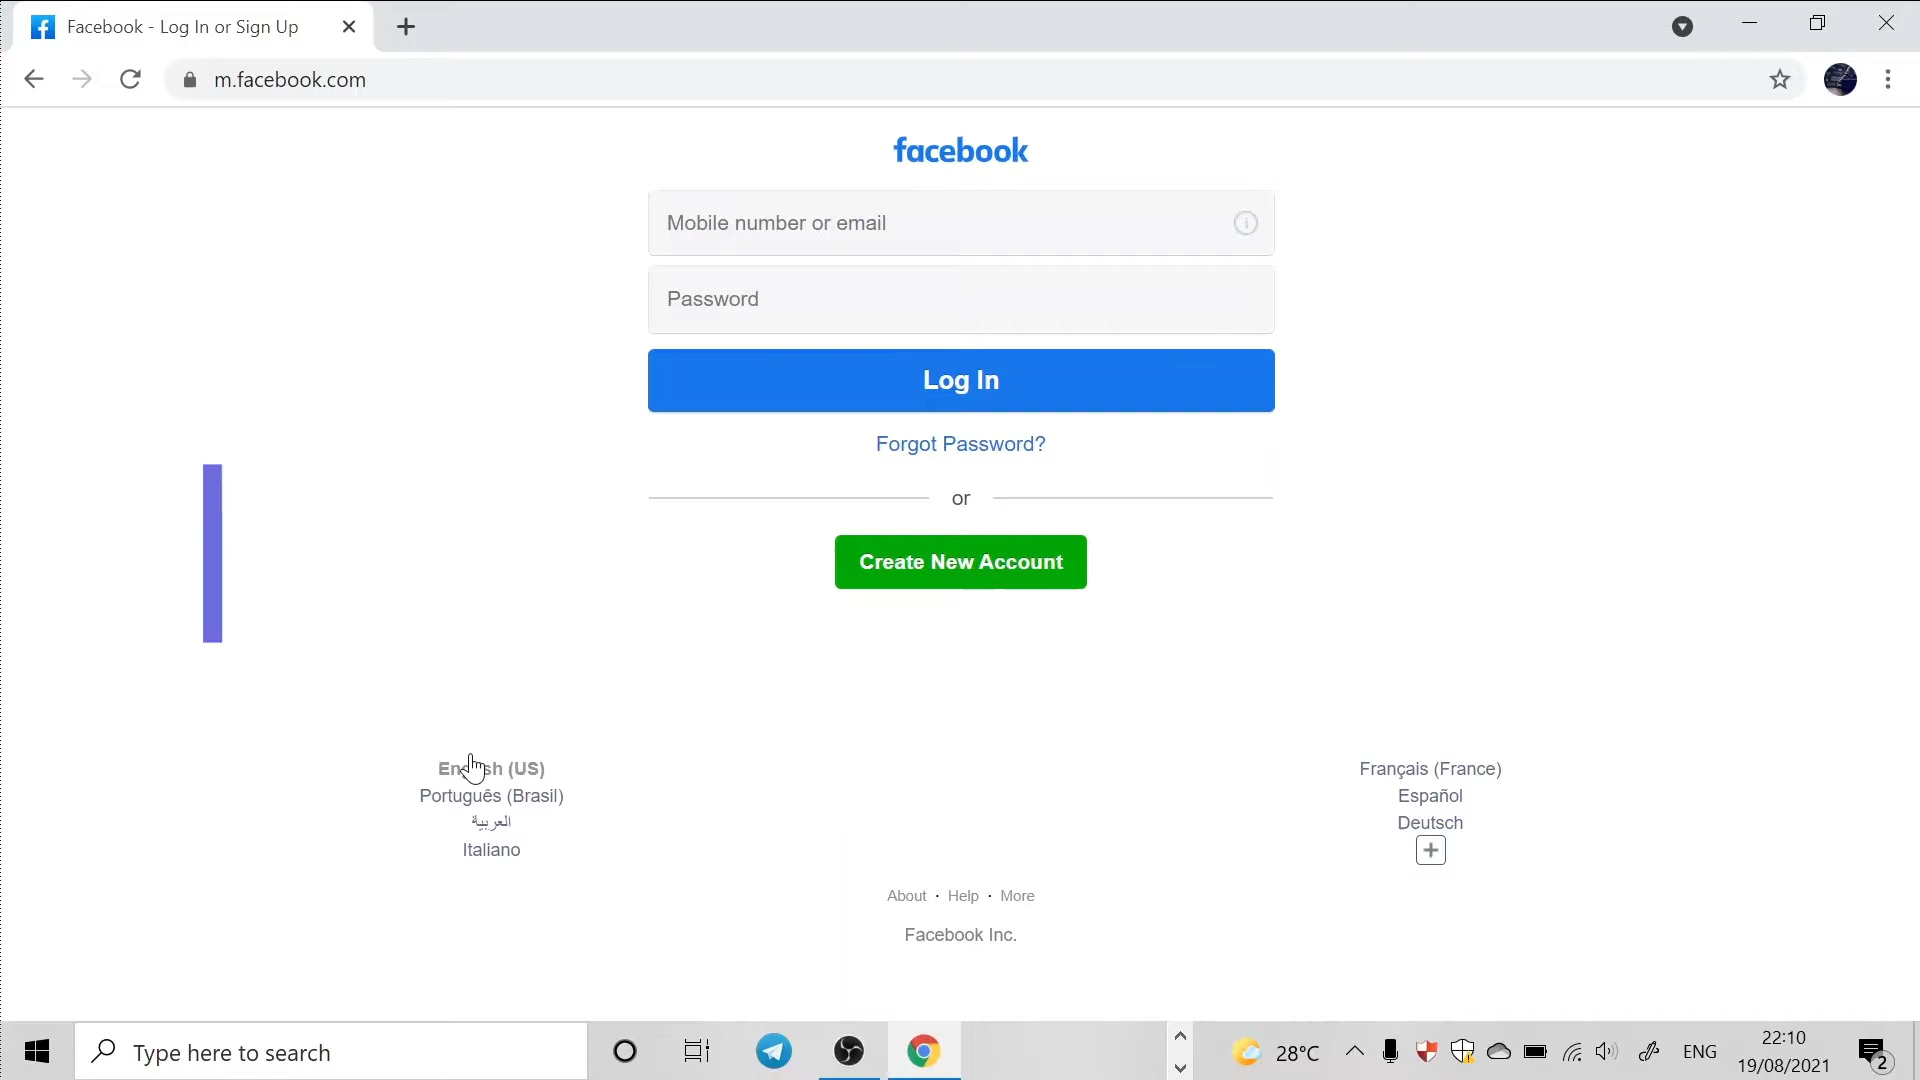 Facebook - Log In or Sign Up
m.facebook.com
facebook
Mobile number or email
Password
Log In
Forgot Password?
or
Create New Account
English (US)
Português (Brasil)
العربية
Italiano
Français (France)
Español
Deutsch
About · Help · More
Facebook Inc.
Type here to search
28°C
ENG
22:10
19/08/2021
2